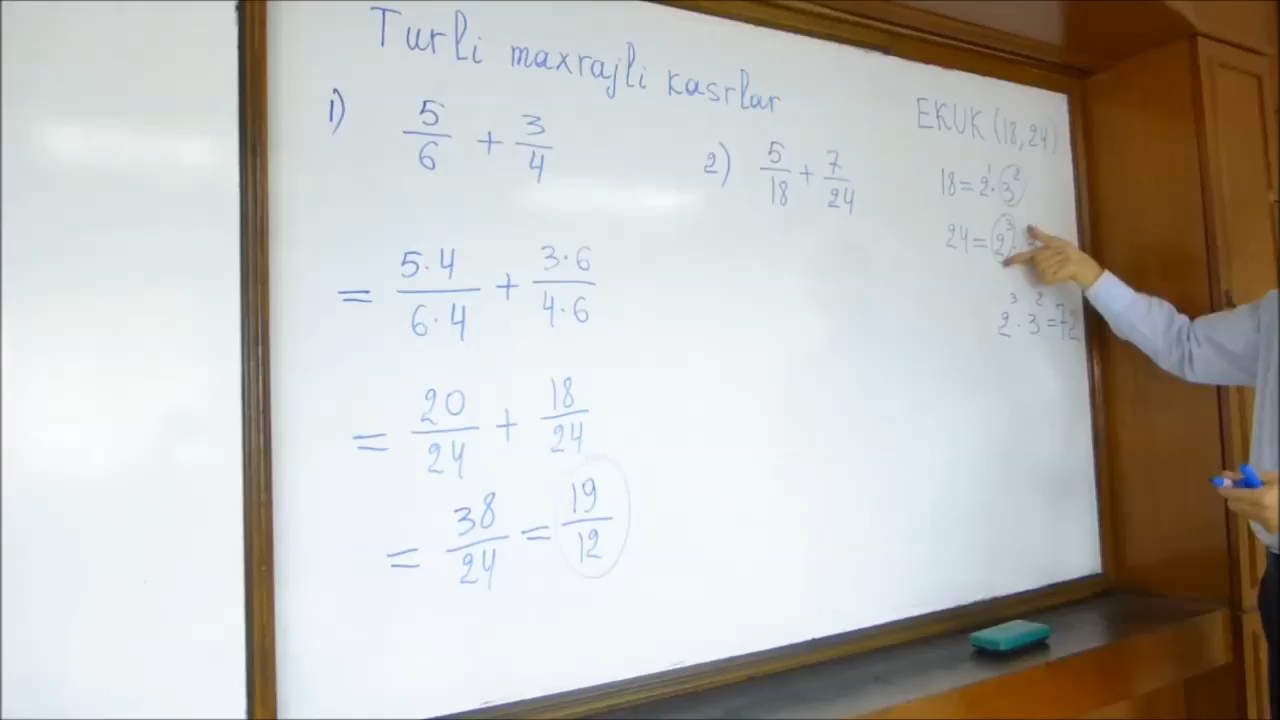 Turli maxrajli kasrlar
1) 5/6 + 3/4
= 5·4/6·4 + 3·6/4·6
= 20/24 + 18/24
= 38/24 = 19/12
2) 5/18 + 7/24
EKUK (18, 24)
18 = 2¹ · 3²
24 = 2³ ·
2³ · 3² = 72